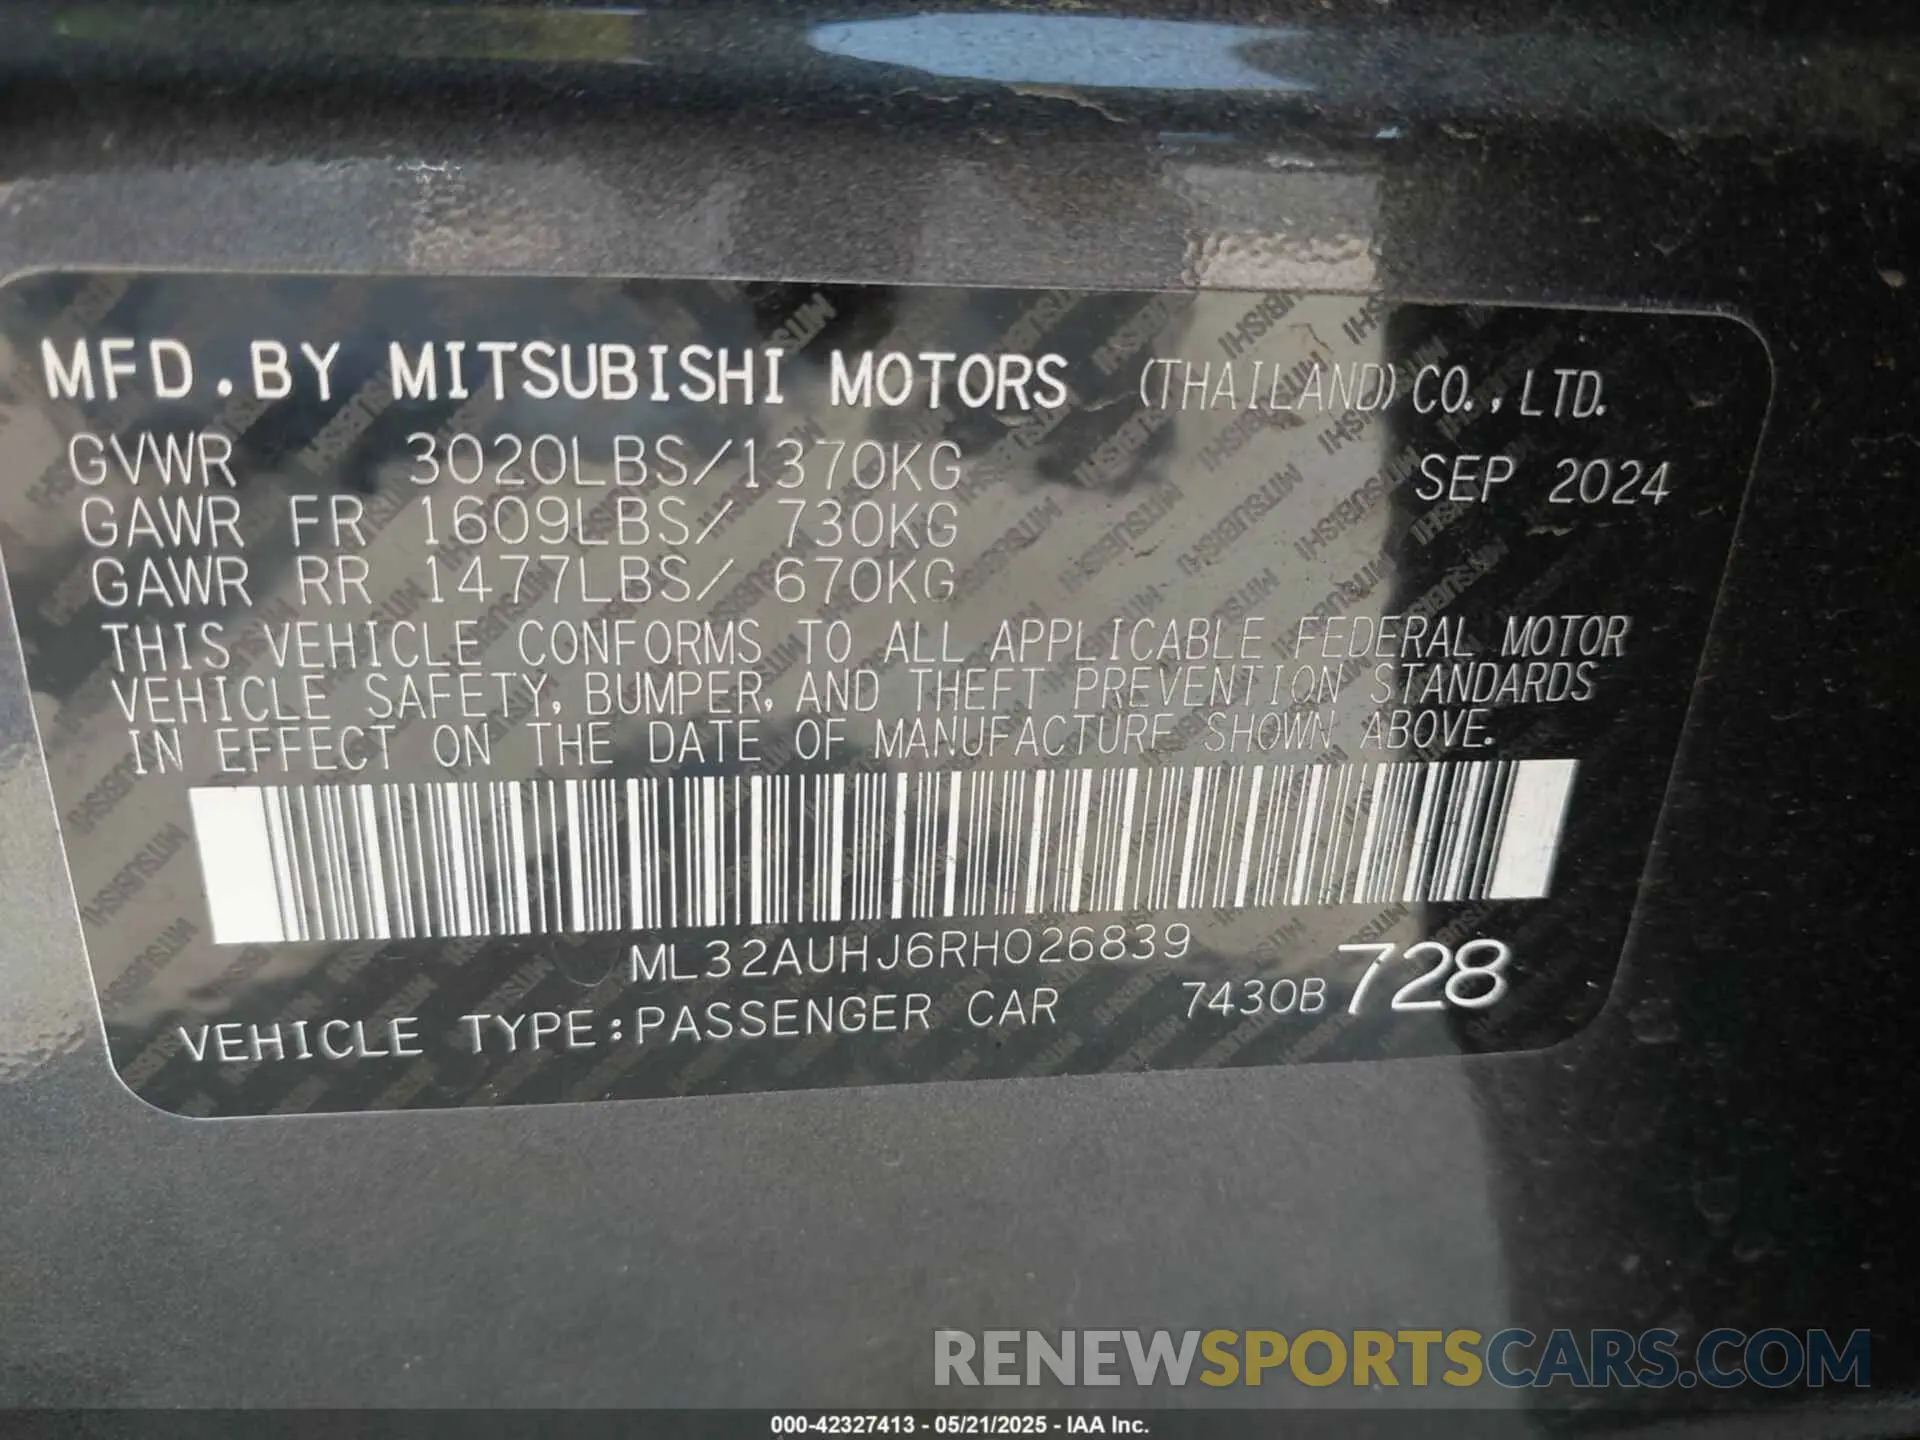 MFD.BY MITSUBISHI MOTORS (THAILAND) CO.,LTD.
GVWR 3020LBS/1370KG SEP 2024
GAWR FR 1609LBS/ 730KG
GAWR RR 1477LBS/ 670KG
THIS VEHICLE CONFORMS TO ALL APPLICABLE FEDERAL MOTOR
VEHICLE SAFETY, BUMPER, AND THEFT PREVENTION STANDARDS
IN EFFECT ON THE DATE OF MANUFACTURE SHOWN ABOVE.
ML32AUHJ6RH026839
VEHICLE TYPE:PASSENGER CAR 7430B 728
RENEWSPORTSCARS.COM
000-42327413 - 05/21/2025 - IAA Inc.